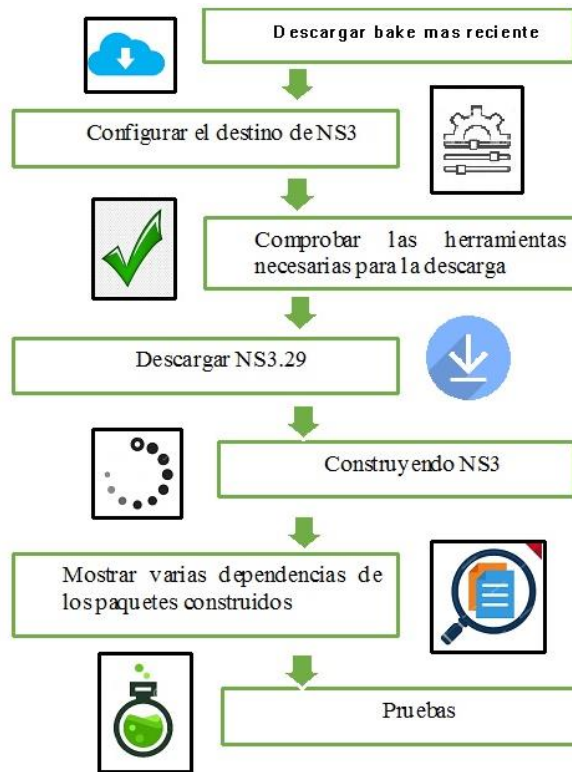 Descargar bake mas reciente
Configurar el destino de NS3
Comprobar las herramientas
necesarias para la descarga
Descargar NS3.29
Construyendo NS3
Mostrar varias dependencias de
los paquetes construidos
Pruebas